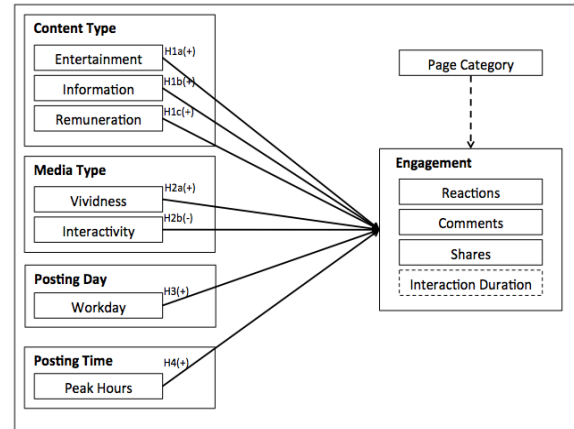 Content Type
Entertainment
H1a(+)
Information
H1b(+)
Remuneration
H1c(+)
Media Type
Vividness
H2a(+)
Interactivity
H2b(-)
Posting Day
Workday
H3(+)
Posting Time
Peak Hours
H4(+)
Page Category
Engagement
Reactions
Comments
Shares
Interaction Duration